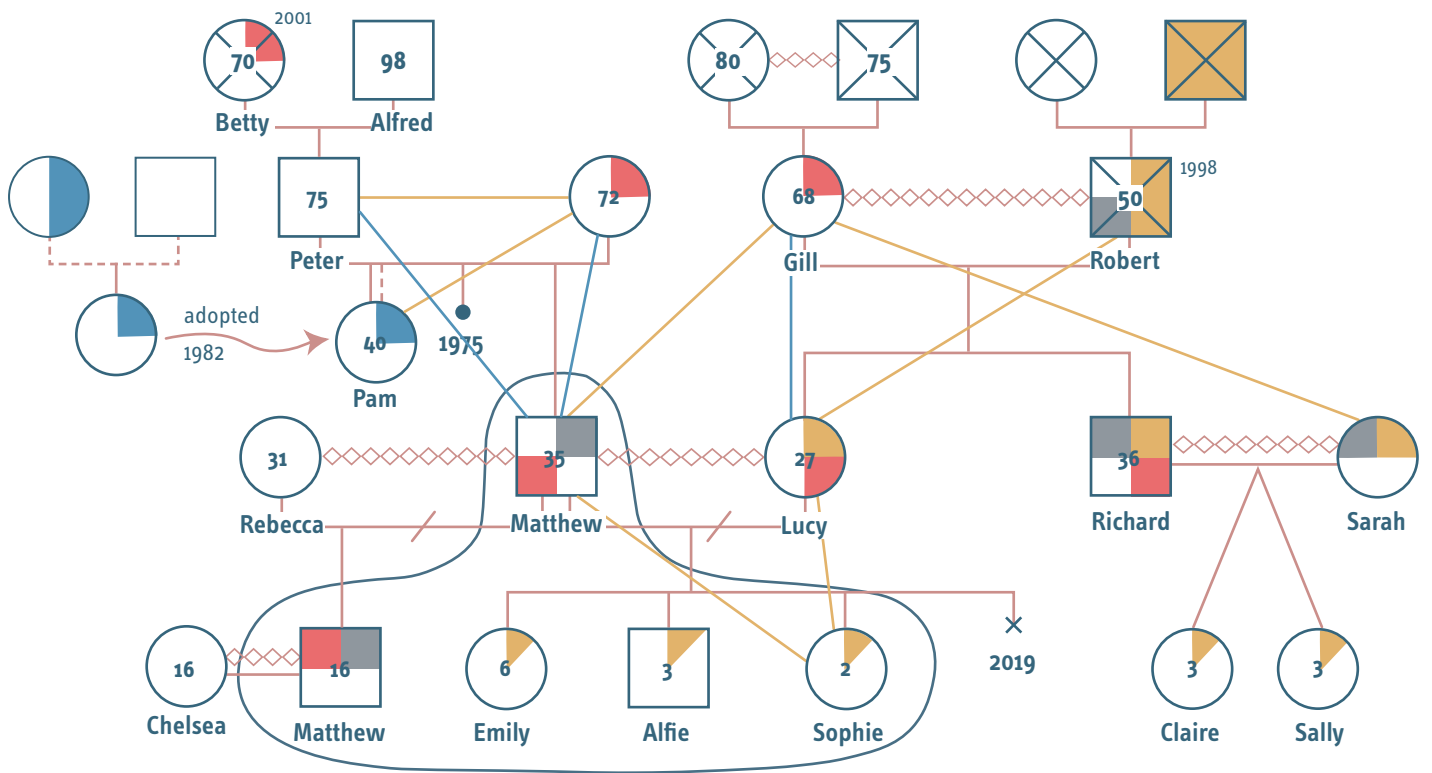 2001
70
98
80
75
Betty
Alfred
75
72
68
50
1998
Peter
Gill
Robert
adopted
1982
40
1975
Pam
31
35
27
36
Rebecca
Matthew
Lucy
Richard
Sarah
16
16
6
3
2
2019
3
3
Chelsea
Matthew
Emily
Alfie
Sophie
Claire
Sally